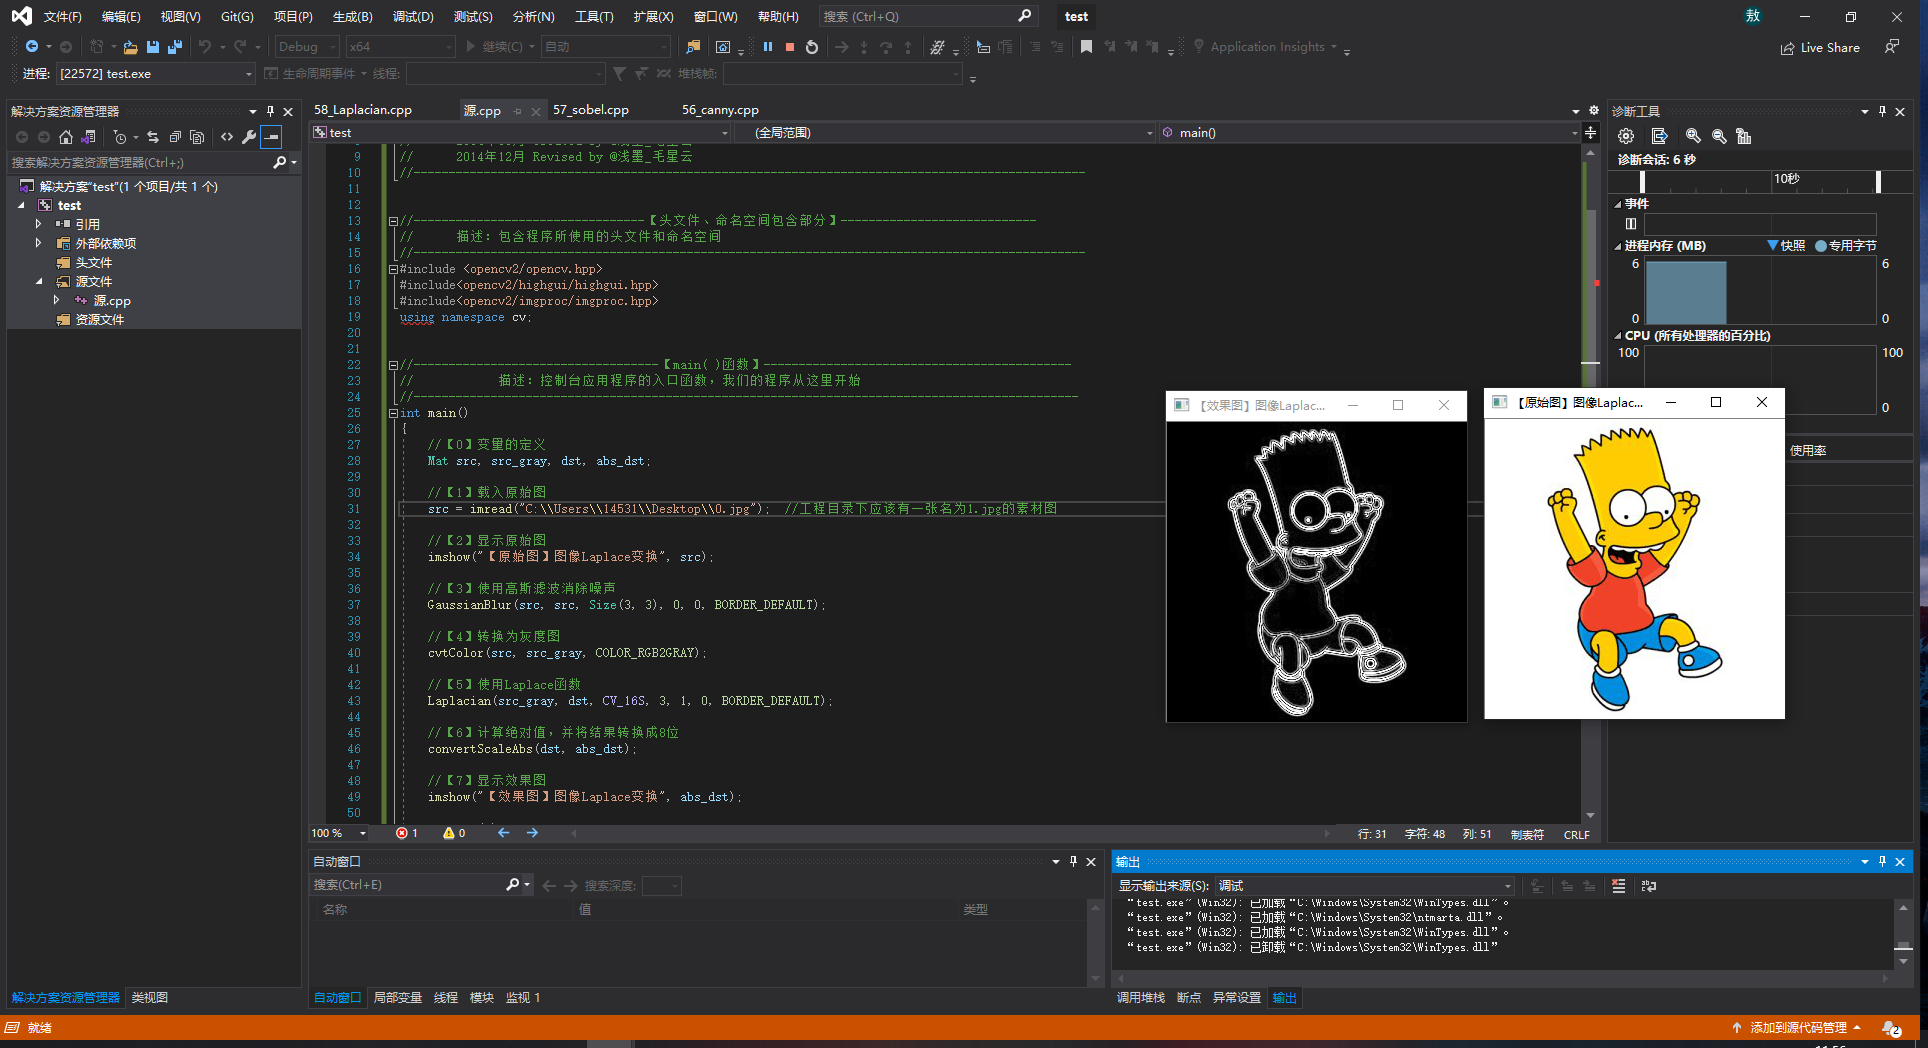 文件(F) 编辑(E) 视图(V) Git(G) 项目(P) 生成(B) 调试(D) 测试(S) 分析(N) 工具(T) 扩展(X) 窗口(W) 帮助(H) 搜索 (Ctrl+Q) test 敖
Debug x64 继续(C) 自动 Application Insights Live Share
进程: [22572] test.exe 生命周期事件 线程: 堆栈帧:
解决方案资源管理器
搜索解决方案资源管理器(Ctrl+;)
解决方案"test"(1 个项目/共 1 个)
test
引用
外部依赖项
头文件
源文件
源.cpp
资源文件
解决方案资源管理器 类视图
58_Laplacian.cpp 源.cpp 57_sobel.cpp 56_canny.cpp
test (全局范围) main()
9 // 2014年12月 Revised by @浅墨_毛星云
10 //------------------------------------------------------------------------------------------------
11
12
13 //---------------------------------【头文件、命名空间包含部分】----------------------------
14 // 描述：包含程序所使用的头文件和命名空间
15 //------------------------------------------------------------------------------------------------
16 #include <opencv2/opencv.hpp>
17 #include<opencv2/highgui/highgui.hpp>
18 #include<opencv2/imgproc/imgproc.hpp>
19 using namespace cv;
20
21
22 //-----------------------------------【main( )函数】--------------------------------------------
23 // 描述：控制台应用程序的入口函数，我们的程序从这里开始
24 //-----------------------------------------------------------------------------------------------
25 int main()
26 {
27 //【0】变量的定义
28 Mat src, src_gray, dst, abs_dst;
29
30 //【1】载入原始图
31 src = imread("C:\\Users\\14531\\Desktop\\0.jpg"); //工程目录下应该有一张名为1.jpg的素材图
32
33 //【2】显示原始图
34 imshow("【原始图】图像Laplace变换", src);
35
36 //【3】使用高斯滤波消除噪声
37 GaussianBlur(src, src, Size(3, 3), 0, 0, BORDER_DEFAULT);
38
39 //【4】转换为灰度图
40 cvtColor(src, src_gray, COLOR_RGB2GRAY);
41
42 //【5】使用Laplace函数
43 Laplacian(src_gray, dst, CV_16S, 3, 1, 0, BORDER_DEFAULT);
44
45 //【6】计算绝对值，并将结果转换成8位
46 convertScaleAbs(dst, abs_dst);
47
48 //【7】显示效果图
49 imshow("【效果图】图像Laplace变换", abs_dst);
50
100 % 1 0 行: 31 字符: 48 列: 51 制表符 CRLF
【效果图】图像Laplac...
【原始图】图像Laplac...
诊断工具
诊断会话: 6 秒
10秒
事件
进程内存 (MB) 快照 专用字节
6 6
0 0
CPU (所有处理器的百分比)
100 100
0
使用率
自动窗口
搜索(Ctrl+E) 搜索深度:
名称 值 类型
自动窗口 局部变量 线程 模块 监视 1
输出
显示输出来源(S): 调试
“test.exe”(Win32): 已加载“C:\Windows\System32\WinTypes.dll”。
“test.exe”(Win32): 已加载“C:\Windows\System32\ntmarta.dll”。
“test.exe”(Win32): 已加载“C:\Windows\System32\WinTypes.dll”。
“test.exe”(Win32): 已卸载“C:\Windows\System32\WinTypes.dll”
调用堆栈 断点 异常设置 输出
就绪 添加到源代码管理 2